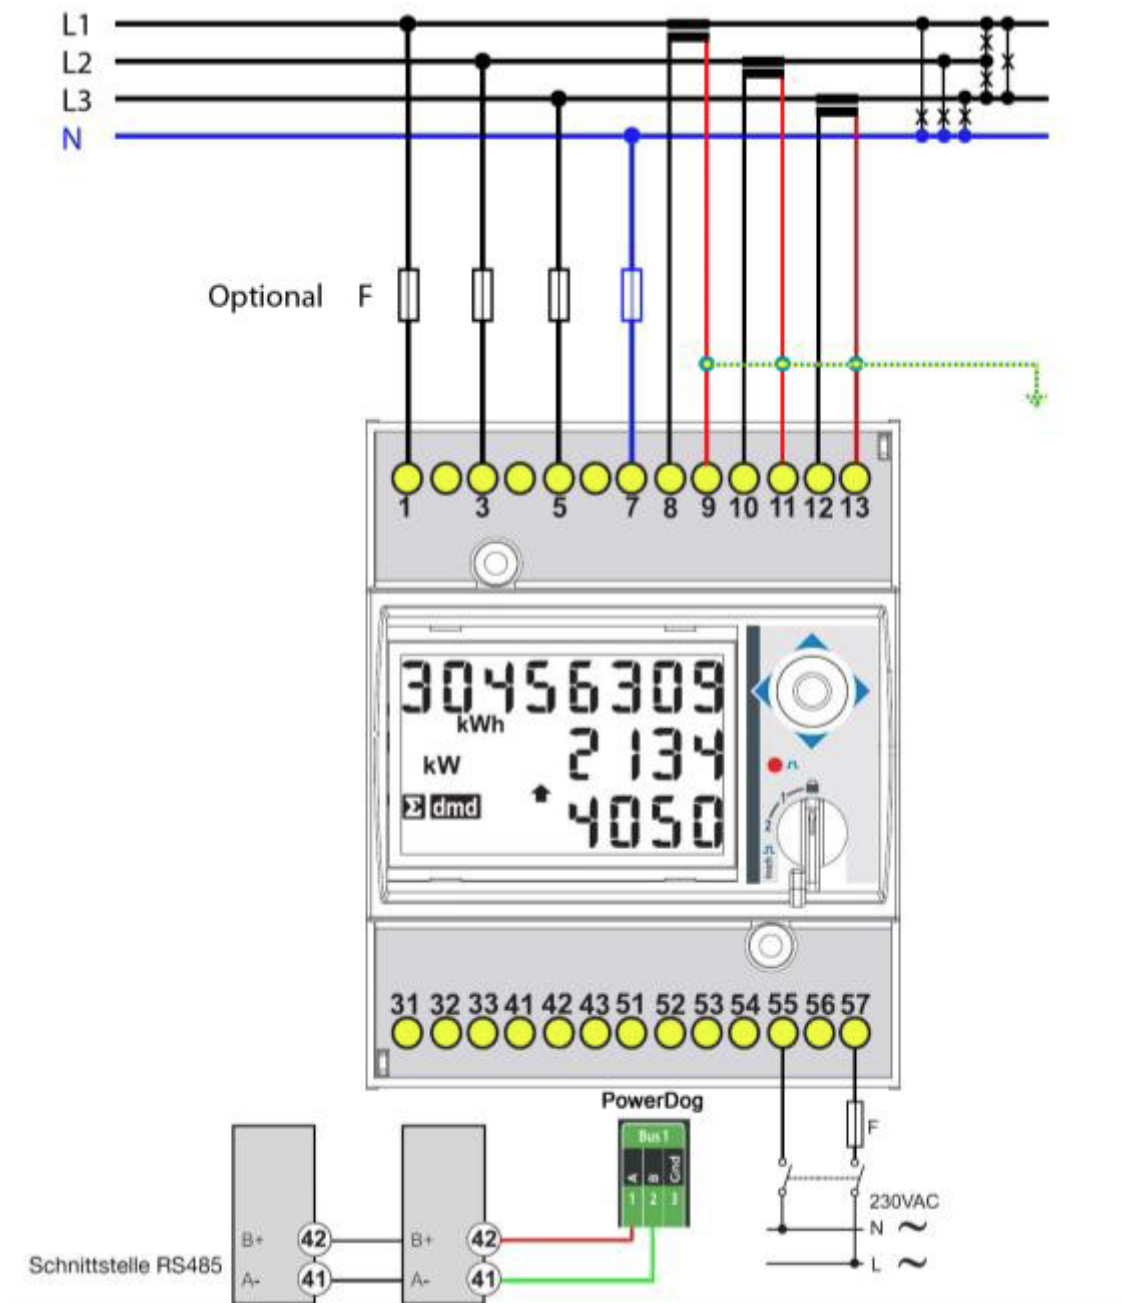 L1
L2
L3
N
Optional F
1 3 5 7 8 9 10 11 12 13
30456309
kWh
2134
kW
Σ dmd
4050
1
2
31 32 33 41 42 43 51 52 53 54 55 56 57
PowerDog
Bus 1
A B Gnd
1 2 3
F
230VAC
N ~
L ~
B+ 42 B+ 42
Schnittstelle RS485
A- 41 A- 41